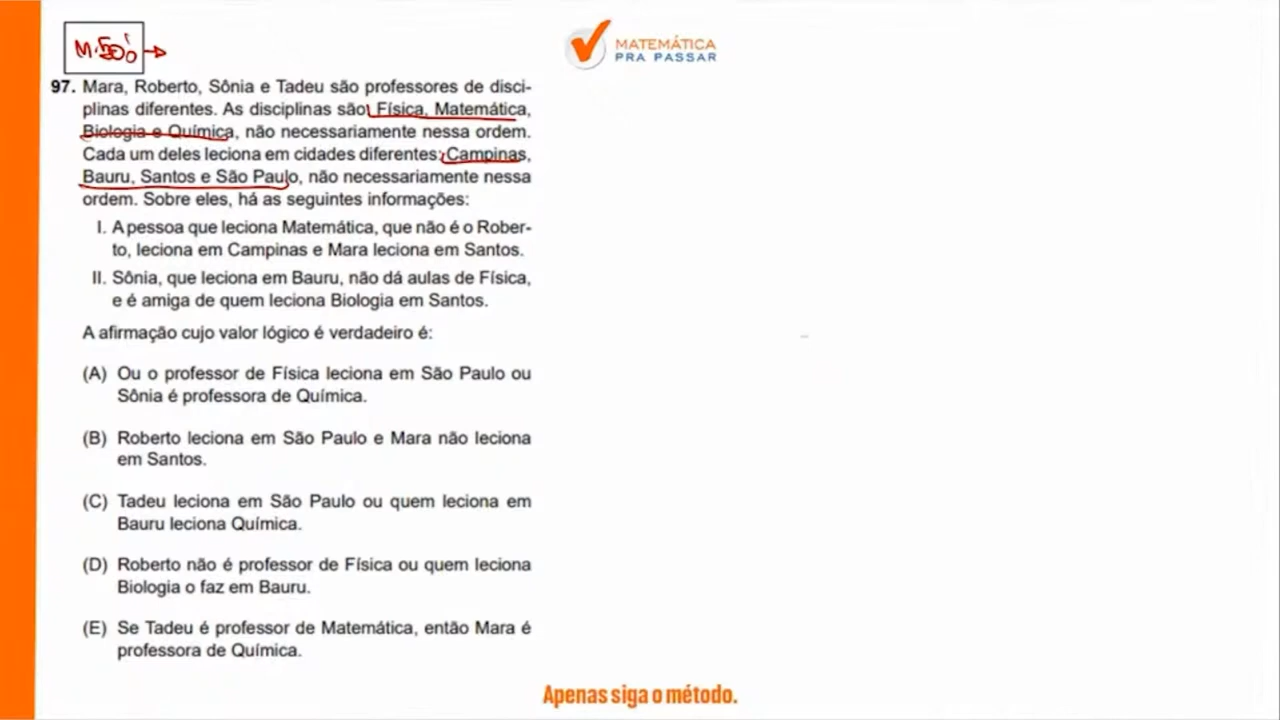 MATEMÁTICA
PRA PASSAR
97. Mara, Roberto, Sônia e Tadeu são professores de disci-
plinas diferentes. As disciplinas são Física, Matemática,
Biologia e Química, não necessariamente nessa ordem.
Cada um deles leciona em cidades diferentes: Campinas,
Bauru, Santos e São Paulo, não necessariamente nessa
ordem. Sobre eles, há as seguintes informações:
I. A pessoa que leciona Matemática, que não é o Rober-
to, leciona em Campinas e Mara leciona em Santos.
II. Sônia, que leciona em Bauru, não dá aulas de Física,
e é amiga de quem leciona Biologia em Santos.
A afirmação cujo valor lógico é verdadeiro é:
(A) Ou o professor de Física leciona em São Paulo ou
Sônia é professora de Química.
(B) Roberto leciona em São Paulo e Mara não leciona
em Santos.
(C) Tadeu leciona em São Paulo ou quem leciona em
Bauru leciona Química.
(D) Roberto não é professor de Física ou quem leciona
Biologia o faz em Bauru.
(E) Se Tadeu é professor de Matemática, então Mara é
professora de Química.
Apenas siga o método.